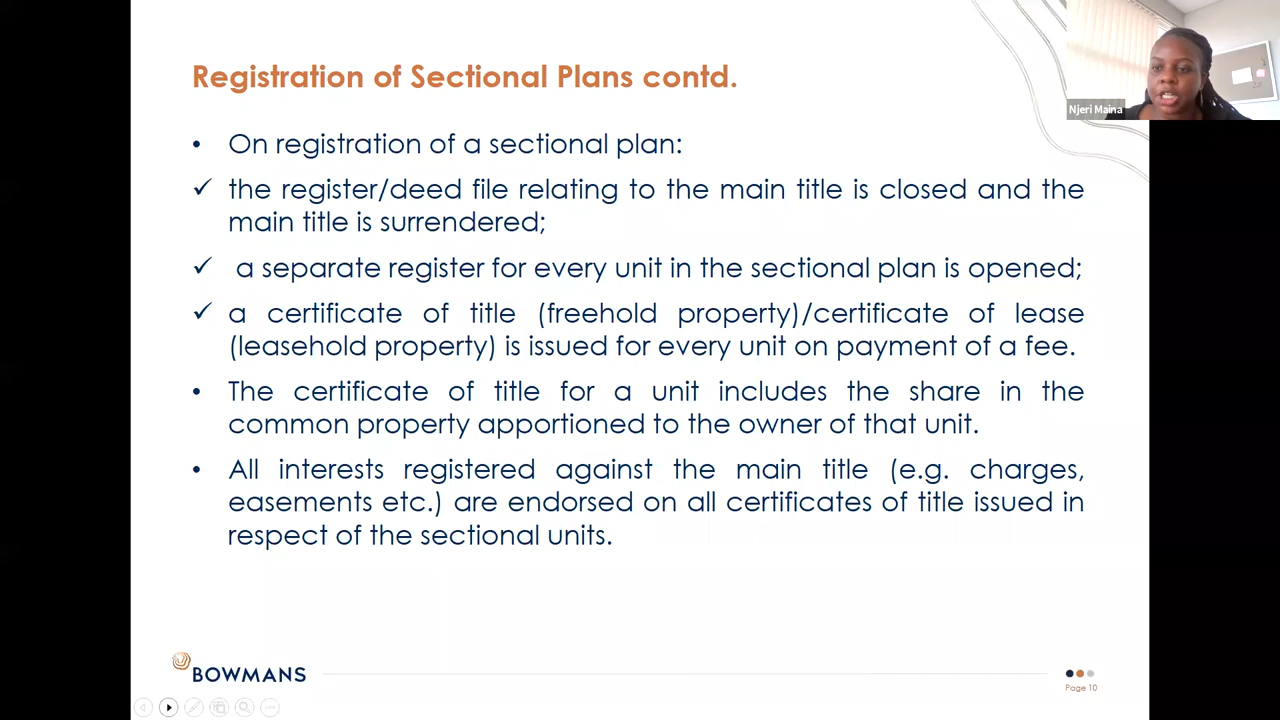 Registration of Sectional Plans contd.
Njeri Maina
• On registration of a sectional plan:
✓ the register/deed file relating to the main title is closed and the
main title is surrendered;
✓ a separate register for every unit in the sectional plan is opened;
✓ a certificate of title (freehold property)/certificate of lease
(leasehold property) is issued for every unit on payment of a fee.
• The certificate of title for a unit includes the share in the
common property apportioned to the owner of that unit.
• All interests registered against the main title (e.g. charges,
easements etc.) are endorsed on all certificates of title issued in
respect of the sectional units.
BOWMANS
Page 10